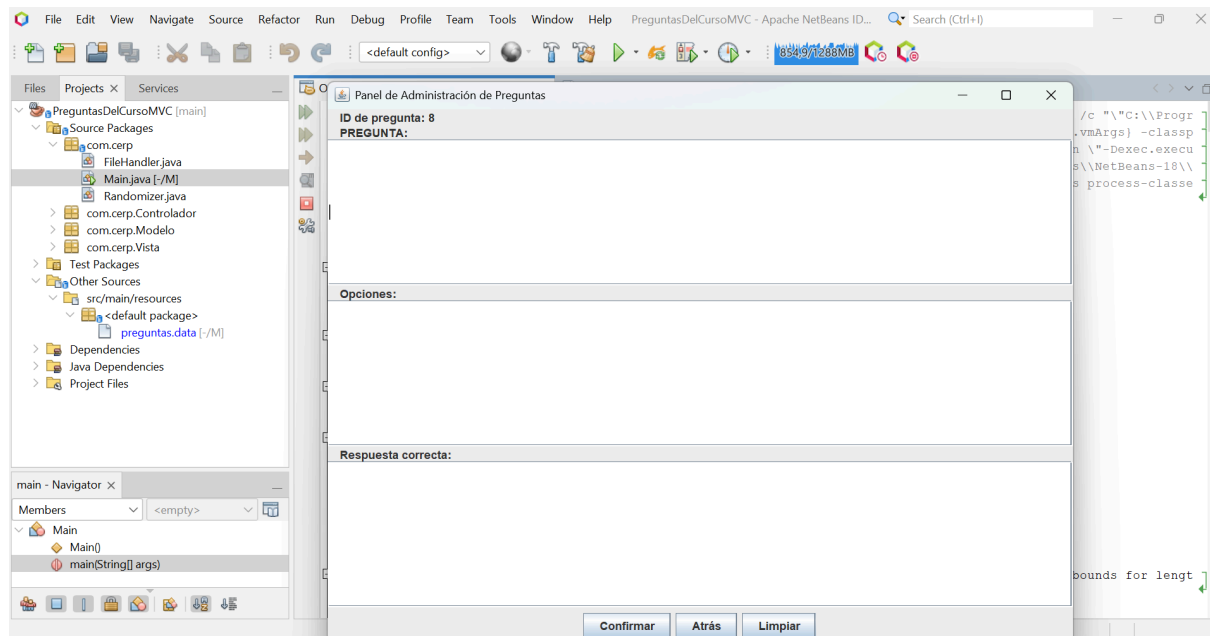 File Edit View Navigate Source Refactor Run Debug Profile Team Tools Window Help PreguntasDelCursoMVC - Apache NetBeans ID... Search (Ctrl+I)
<default config> 854,9/1288MB
Files Projects Services
PreguntasDelCursoMVC [main]
Source Packages
com.cerp
FileHandler.java
Main.java [-/M]
Randomizer.java
com.cerp.Controlador
com.cerp.Modelo
com.cerp.Vista
Test Packages
Other Sources
src/main/resources
<default package>
preguntas.data [-/M]
Dependencies
Java Dependencies
Project Files
main - Navigator
Members <empty>
Main
Main()
main(String[] args)
O
Panel de Administración de Preguntas
ID de pregunta: 8
PREGUNTA:
Opciones:
Respuesta correcta:
Confirmar Atrás Limpiar
/c "\"C:\\Progr
.vmArgs} -classp
n \"-Dexec.execu
s\\NetBeans-18\\
s process-classe
bounds for lengt